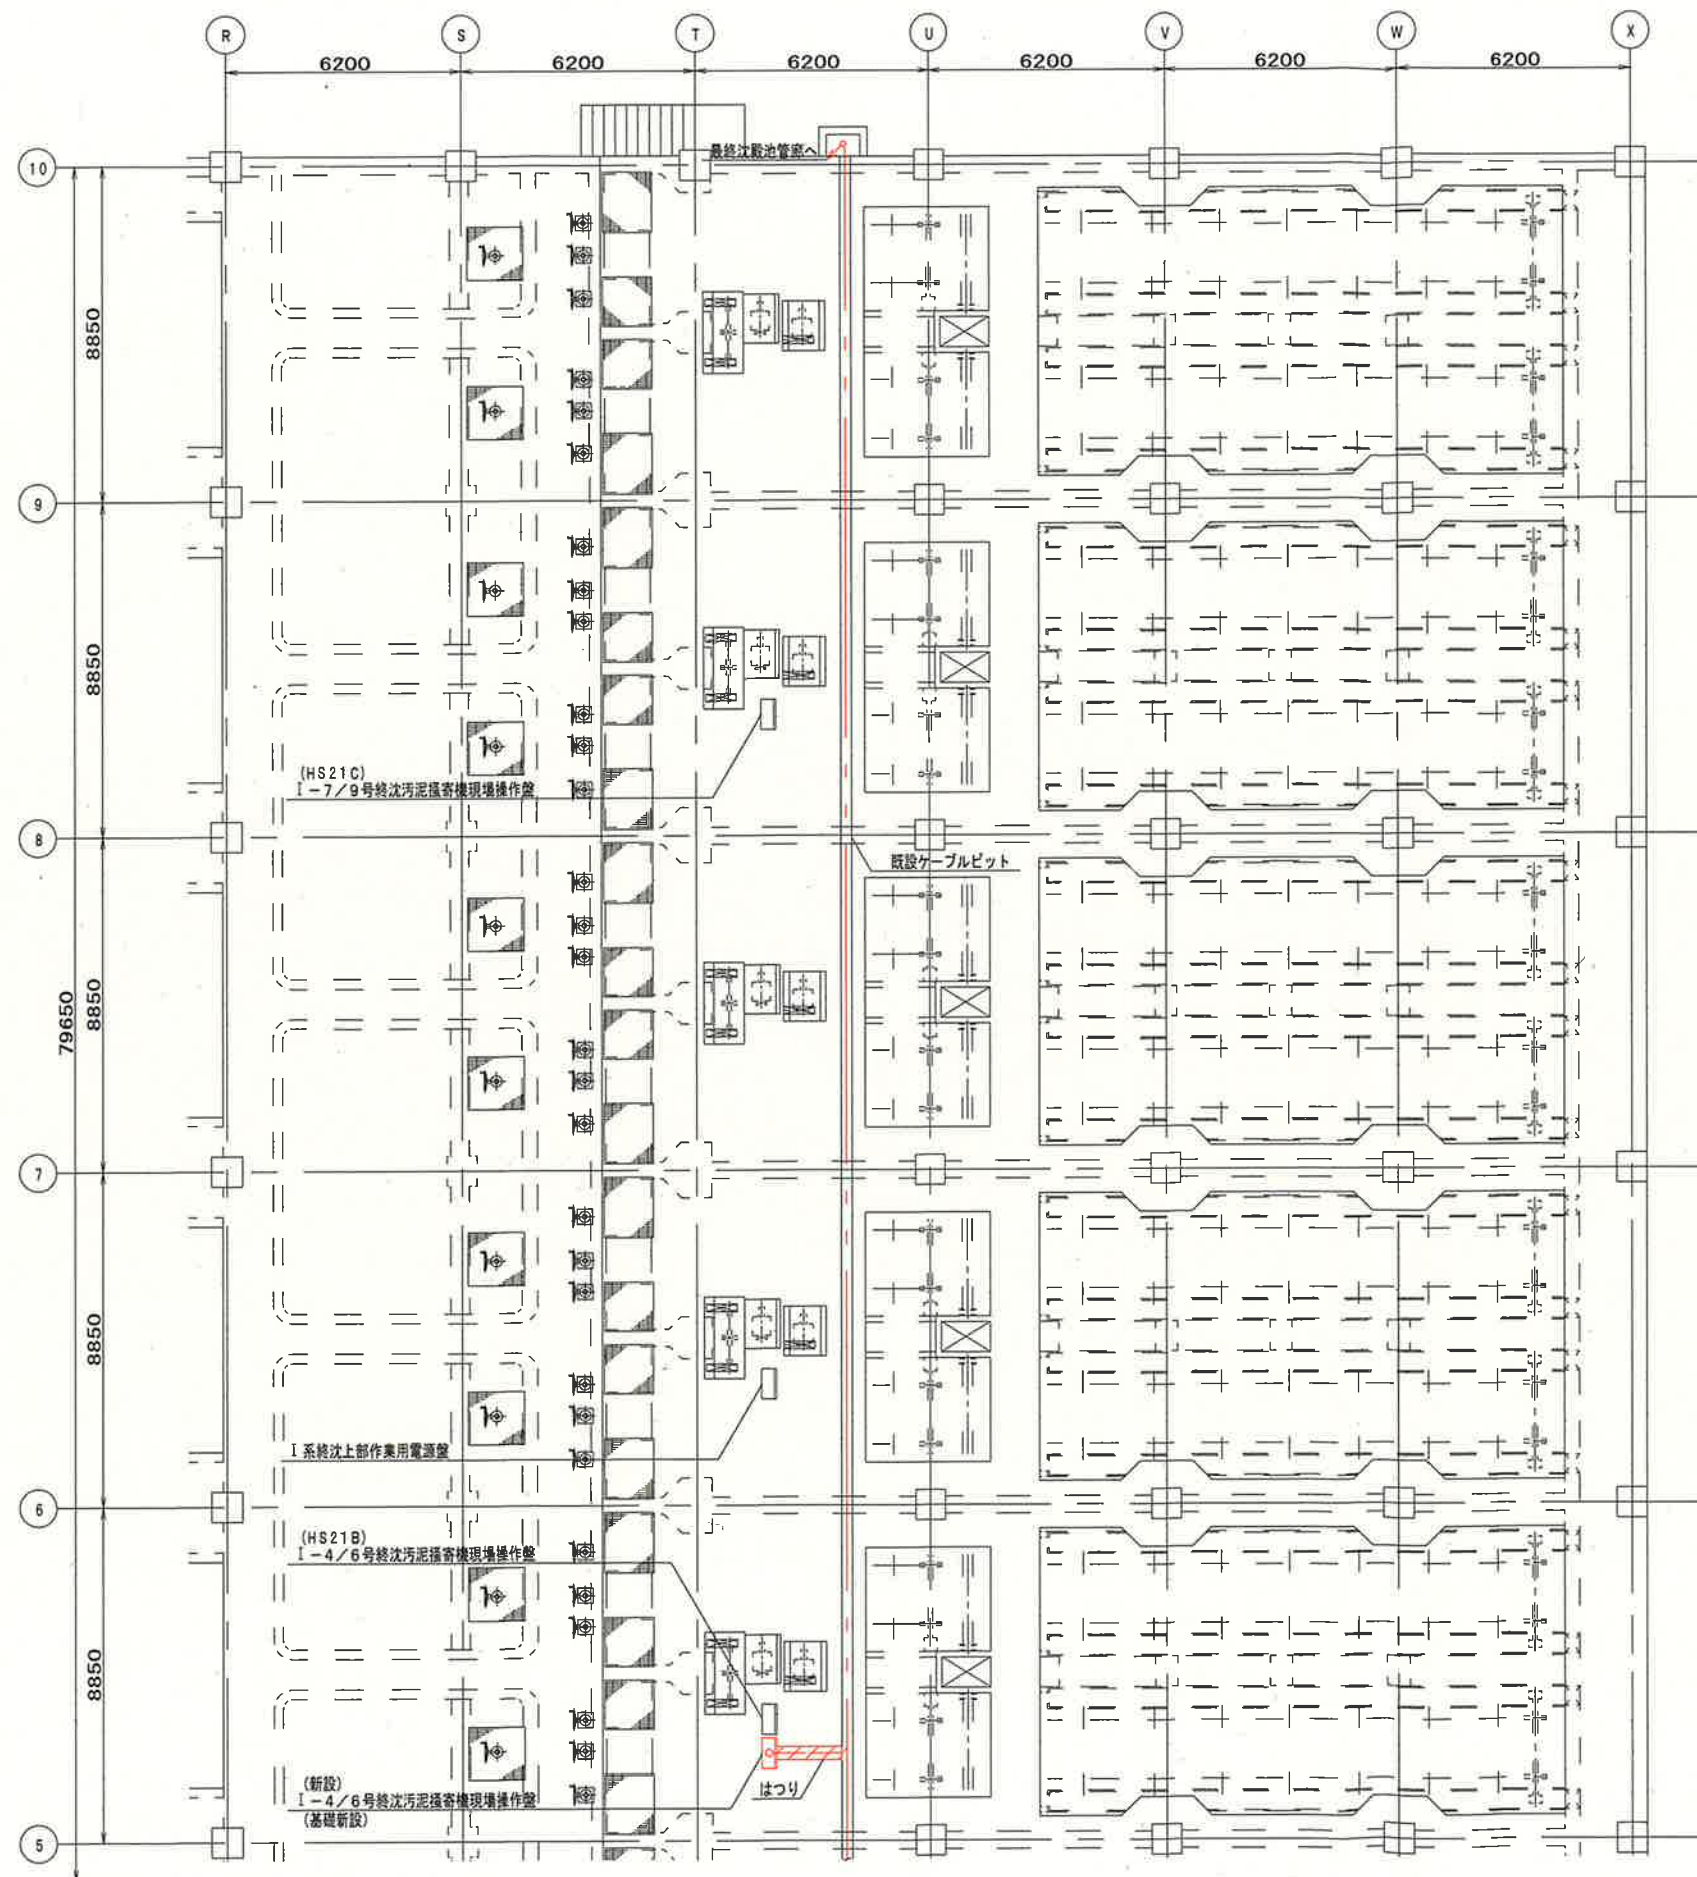 R S T U V W X
6200 6200 6200 6200 6200 6200
10
最終沈殿池管廊へ
8850
9
8850
(HS21C)
Ⅰ-7/9号終沈汚泥掻寄機現場操作盤
8
既設ケーブルピット
79650
8850
7
8850
Ⅰ系終沈上部作業用電源盤
6
(HS21B)
Ⅰ-4/6号終沈汚泥掻寄機現場操作盤
8850
はつり
(新設)
Ⅰ-4/6号終沈汚泥掻寄機現場操作盤
(基礎新設)
5